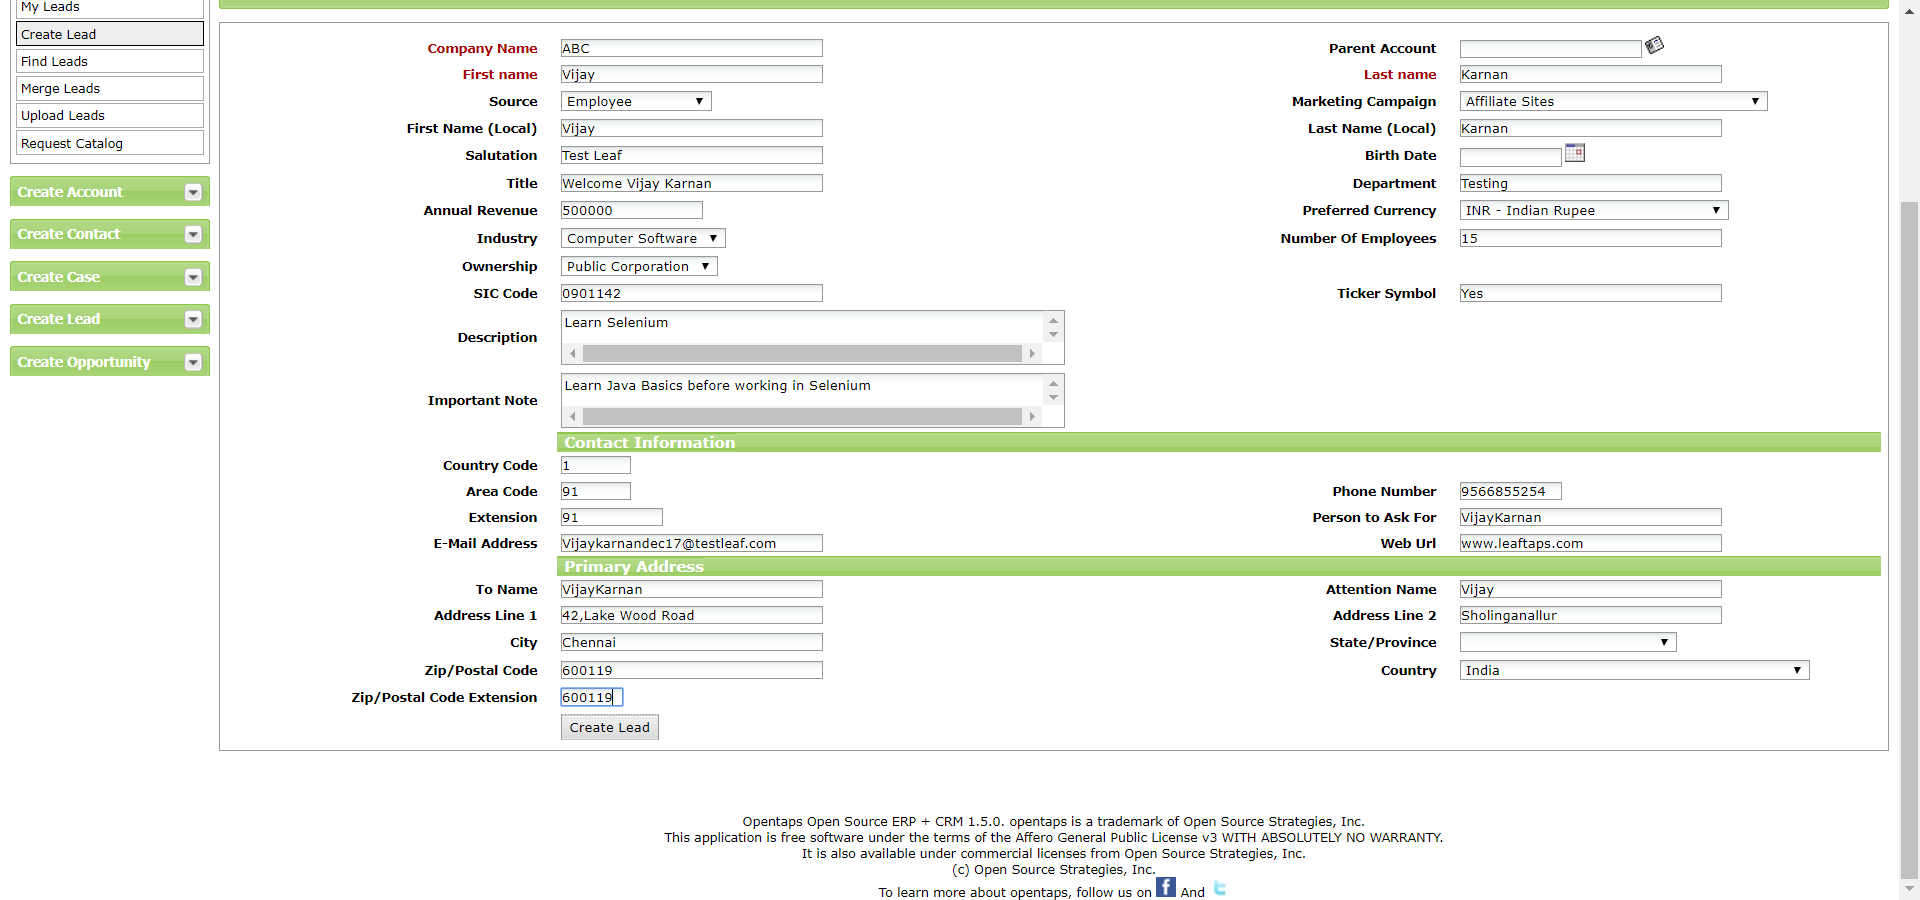 My Leads
Create Lead
Find Leads
Merge Leads
Upload Leads
Request Catalog
Create Account
Create Contact
Create Case
Create Lead
Create Opportunity
Company Name ABC Parent Account
First name Vijay Last name Karnan
Source Employee Marketing Campaign Affiliate Sites
First Name (Local) Vijay Last Name (Local) Karnan
Salutation Test Leaf Birth Date
Title Welcome Vijay Karnan Department Testing
Annual Revenue 500000 Preferred Currency INR - Indian Rupee
Industry Computer Software Number Of Employees 15
Ownership Public Corporation
SIC Code 0901142 Ticker Symbol Yes
Description Learn Selenium
Important Note Learn Java Basics before working in Selenium
Contact Information
Country Code 1
Area Code 91 Phone Number 9566855254
Extension 91 Person to Ask For VijayKarnan
E-Mail Address Vijaykarnandec17@testleaf.com Web Url www.leaftaps.com
Primary Address
To Name VijayKarnan Attention Name Vijay
Address Line 1 42,Lake Wood Road Address Line 2 Sholinganallur
City Chennai State/Province
Zip/Postal Code 600119 Country India
Zip/Postal Code Extension 600119
Create Lead
Opentaps Open Source ERP + CRM 1.5.0. opentaps is a trademark of Open Source Strategies, Inc.
This application is free software under the terms of the Affero General Public License v3 WITH ABSOLUTELY NO WARRANTY.
It is also available under commercial licenses from Open Source Strategies, Inc.
(c) Open Source Strategies, Inc.
To learn more about opentaps, follow us on f And t